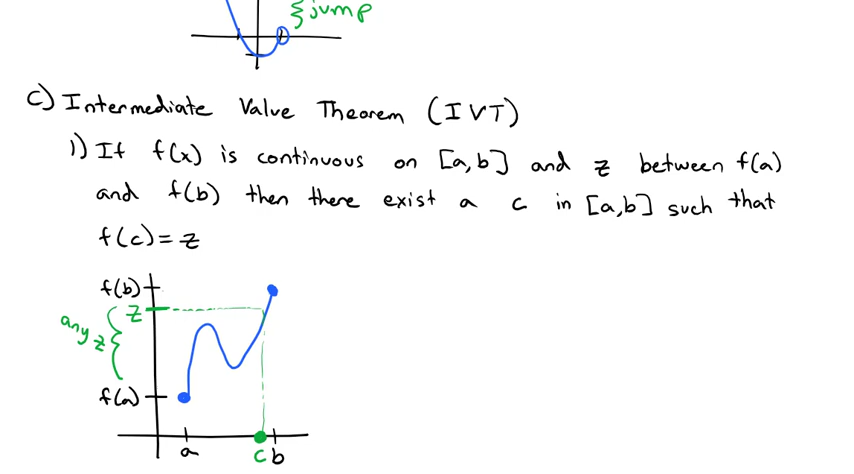 {jump
c) Intermediate Value Theorem (IVT)
1) If f(x) is continuous on [a,b] and z between f(a)
and f(b) then there exist a c in [a,b] such that
f(c)=z
f(b)
z
any z {
f(a)
a c b